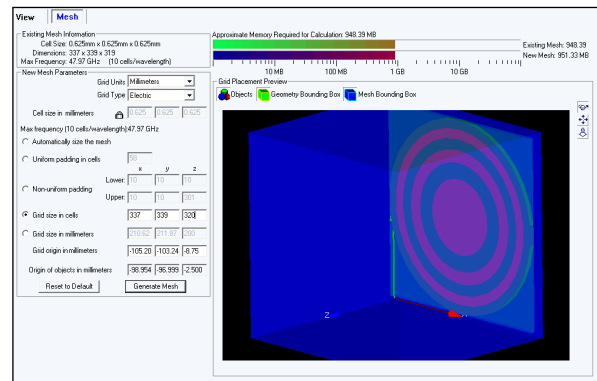 View Mesh
Existing Mesh Information
Cell Size: 0.625mm x 0.625mm x 0.625mm
Dimensions: 337 x 339 x 319
Max Frequency: 47.97 GHz (10 cells/wavelength)
Approximate Memory Required for Calculation: 948.39 MB
Existing Mesh: 948.39
New Mesh: 951.33 MB
10 MB 100 MB 1 GB 10 GB
New Mesh Parameters
Grid Units Millimeters
Grid Type Electric
Cell size in millimeters 0.625 0.625 0.625
Max frequency (10 cells/wavelength):47.97 GHz
Automatically size the mesh
Uniform padding in cells 58
x y z
Lower: 10 10 10
Non-uniform padding
Upper: 10 10 301
Grid size in cells 337 339 320
Grid size in millimeters 210.62 211.87 200
Grid origin in millimeters -105.20 -103.24 -8.75
Origin of objects in millimeters -98.954 -96.999 -2.500
Reset to Default Generate Mesh
Grid Placement Preview
Objects Geometry Bounding Box Mesh Bounding Box
Z